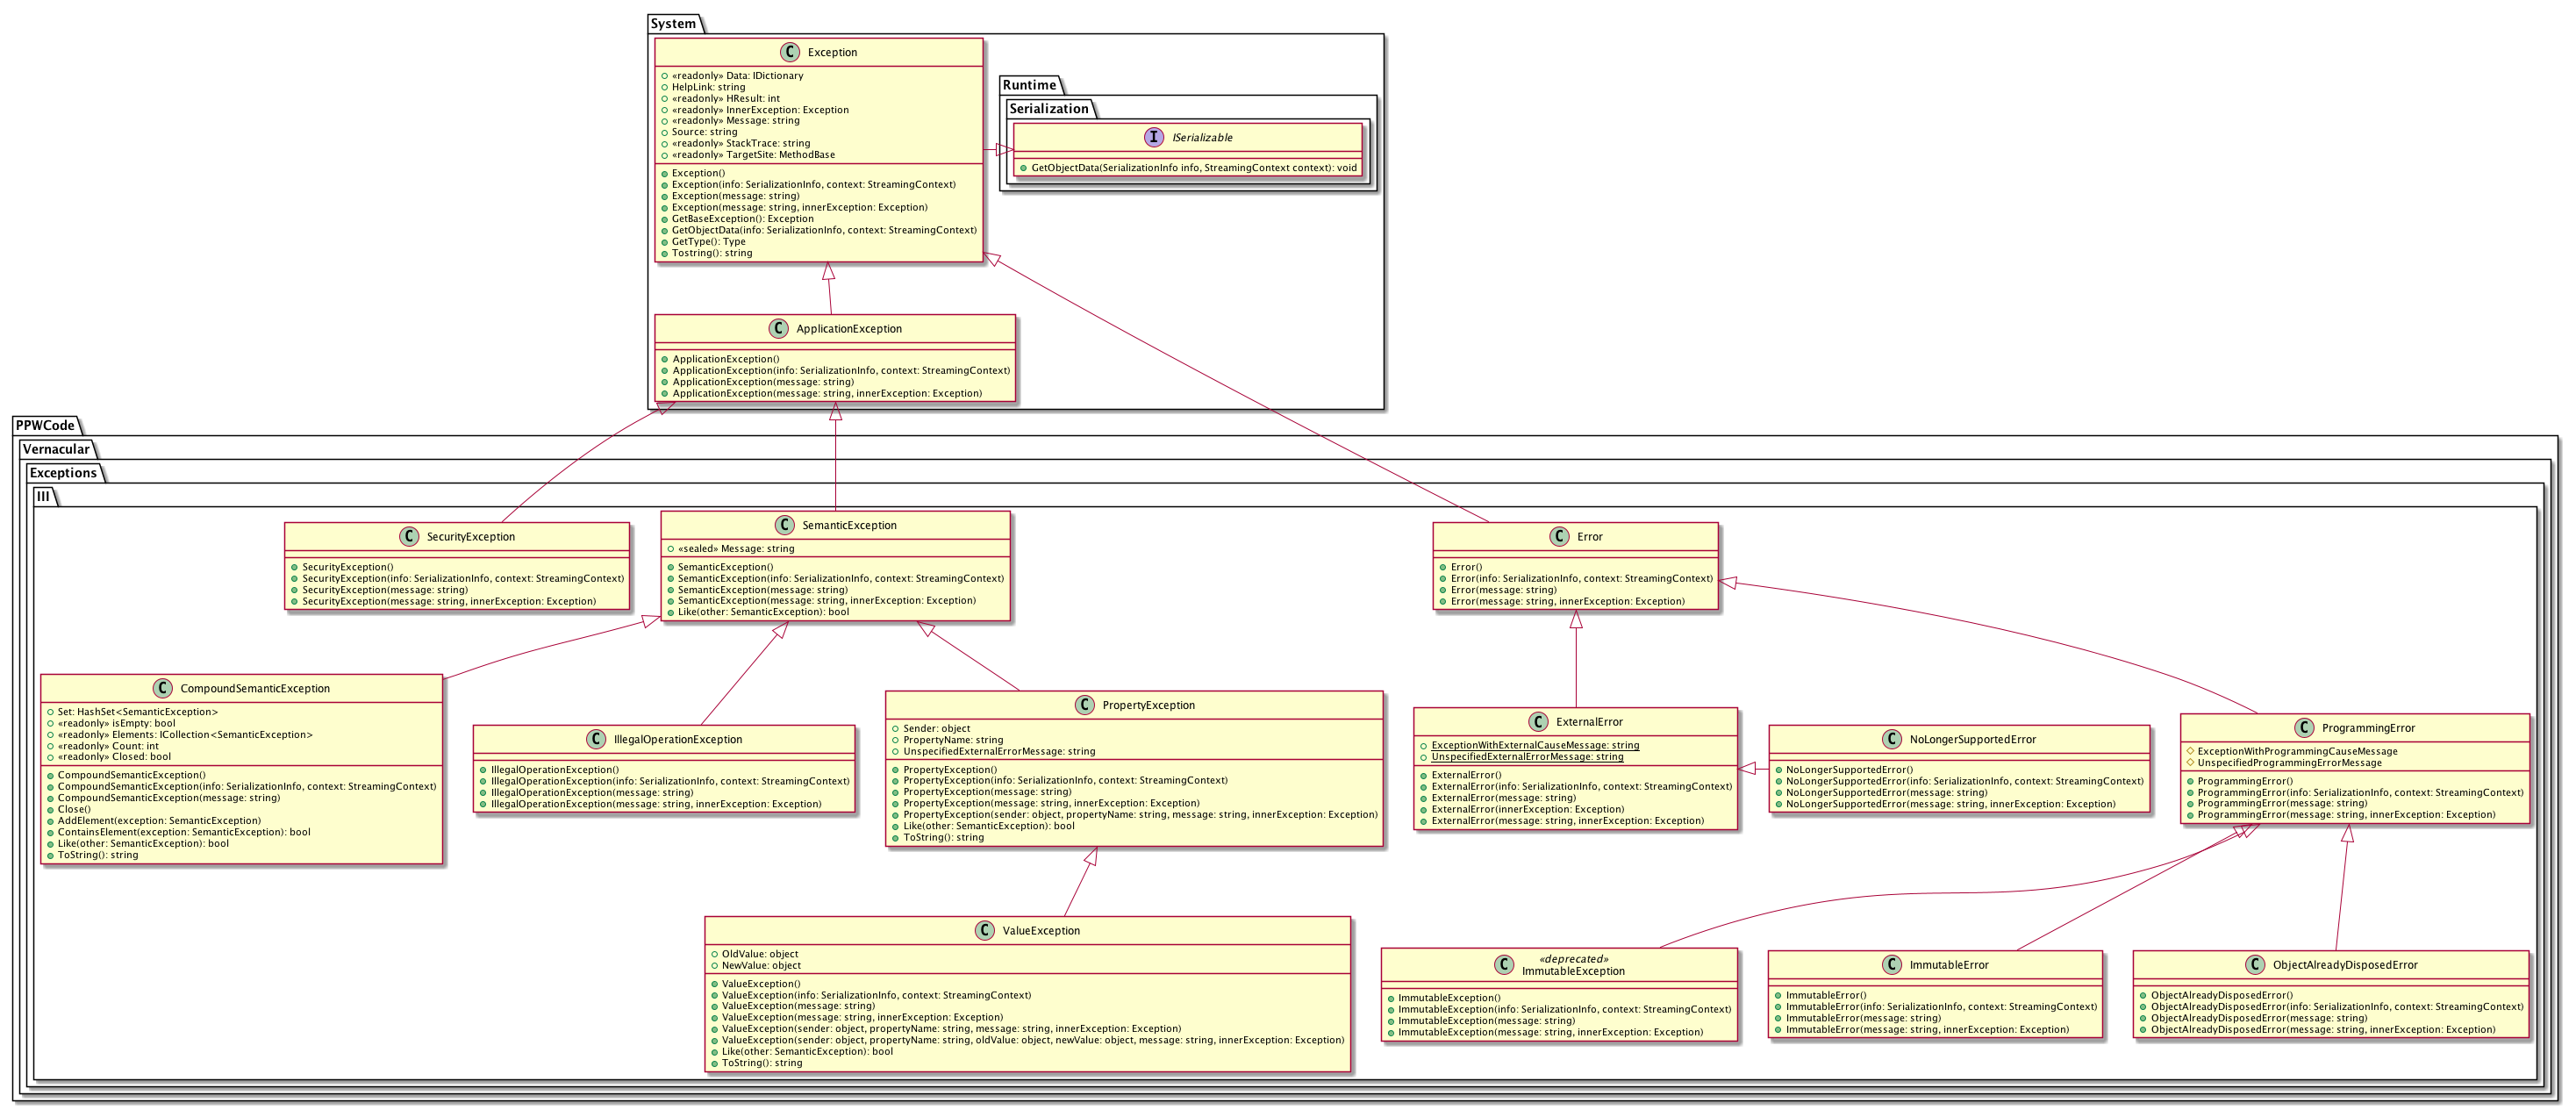 System
C Exception
«readonly» Data: IDictionary
HelpLink: string
«readonly» HResult: int
«readonly» InnerException: Exception
«readonly» Message: string
Source: string
«readonly» StackTrace: string
«readonly» TargetSite: MethodBase
Exception()
Exception(info: SerializationInfo, context: StreamingContext)
Exception(message: string)
Exception(message: string, innerException: Exception)
GetBaseException(): Exception
GetObjectData(info: SerializationInfo, context: StreamingContext)
GetType(): Type
Tostring(): string
Runtime
Serialization
I ISerializable
GetObjectData(SerializationInfo info, StreamingContext context): void
C ApplicationException
ApplicationException()
ApplicationException(info: SerializationInfo, context: StreamingContext)
ApplicationException(message: string)
ApplicationException(message: string, innerException: Exception)
PPWCode
Vernacular
Exceptions
III
C SecurityException
SecurityException()
SecurityException(info: SerializationInfo, context: StreamingContext)
SecurityException(message: string)
SecurityException(message: string, innerException: Exception)
C SemanticException
«sealed» Message: string
SemanticException()
SemanticException(info: SerializationInfo, context: StreamingContext)
SemanticException(message: string)
SemanticException(message: string, innerException: Exception)
Like(other: SemanticException): bool
C Error
Error()
Error(info: SerializationInfo, context: StreamingContext)
Error(message: string)
Error(message: string, innerException: Exception)
C CompoundSemanticException
Set: HashSet<SemanticException>
«readonly» isEmpty: bool
«readonly» Elements: ICollection<SemanticException>
«readonly» Count: int
«readonly» Closed: bool
CompoundSemanticException()
CompoundSemanticException(info: SerializationInfo, context: StreamingContext)
CompoundSemanticException(message: string)
Close()
AddElement(exception: SemanticException)
ContainsElement(exception: SemanticException): bool
Like(other: SemanticException): bool
ToString(): string
C IllegalOperationException
IllegalOperationException()
IllegalOperationException(info: SerializationInfo, context: StreamingContext)
IllegalOperationException(message: string)
IllegalOperationException(message: string, innerException: Exception)
C PropertyException
Sender: object
PropertyName: string
UnspecifiedExternalErrorMessage: string
PropertyException()
PropertyException(info: SerializationInfo, context: StreamingContext)
PropertyException(message: string)
PropertyException(message: string, innerException: Exception)
PropertyException(sender: object, propertyName: string, message: string, innerException: Exception)
Like(other: SemanticException): bool
ToString(): string
C ExternalError
ExceptionWithExternalCauseMessage: string
UnspecifiedExternalErrorMessage: string
ExternalError()
ExternalError(info: SerializationInfo, context: StreamingContext)
ExternalError(message: string)
ExternalError(innerException: Exception)
ExternalError(message: string, innerException: Exception)
C NoLongerSupportedError
NoLongerSupportedError()
NoLongerSupportedError(info: SerializationInfo, context: StreamingContext)
NoLongerSupportedError(message: string)
NoLongerSupportedError(message: string, innerException: Exception)
C ProgrammingError
ExceptionWithProgrammingCauseMessage
UnspecifiedProgrammingErrorMessage
ProgrammingError()
ProgrammingError(info: SerializationInfo, context: StreamingContext)
ProgrammingError(message: string)
ProgrammingError(message: string, innerException: Exception)
C ValueException
OldValue: object
NewValue: object
ValueException()
ValueException(info: SerializationInfo, context: StreamingContext)
ValueException(message: string)
ValueException(message: string, innerException: Exception)
ValueException(sender: object, propertyName: string, message: string, innerException: Exception)
ValueException(sender: object, propertyName: string, oldValue: object, newValue: object, message: string, innerException: Exception)
Like(other: SemanticException): bool
ToString(): string
«deprecated»
C ImmutableException
ImmutableException()
ImmutableException(info: SerializationInfo, context: StreamingContext)
ImmutableException(message: string)
ImmutableException(message: string, innerException: Exception)
C ImmutableError
ImmutableError()
ImmutableError(info: SerializationInfo, context: StreamingContext)
ImmutableError(message: string)
ImmutableError(message: string, innerException: Exception)
C ObjectAlreadyDisposedError
ObjectAlreadyDisposedError()
ObjectAlreadyDisposedError(info: SerializationInfo, context: StreamingContext)
ObjectAlreadyDisposedError(message: string)
ObjectAlreadyDisposedError(message: string, innerException: Exception)